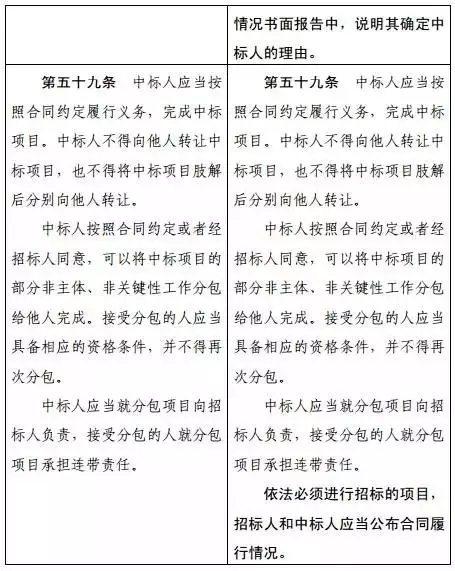 情况书面报告中，说明其确定中
标人的理由。
第五十九条　中标人应当按
照合同约定履行义务，完成中标
项目。中标人不得向他人转让中
标项目，也不得将中标项目肢解
后分别向他人转让。
中标人按照合同约定或者经
招标人同意，可以将中标项目的
部分非主体、非关键性工作分包
给他人完成。接受分包的人应当
具备相应的资格条件，并不得再
次分包。
中标人应当就分包项目向招
标人负责，接受分包的人就分包
项目承担连带责任。
第五十九条　中标人应当按
照合同约定履行义务，完成中标
项目。中标人不得向他人转让中
标项目，也不得将中标项目肢解
后分别向他人转让。
中标人按照合同约定或者经
招标人同意，可以将中标项目的
部分非主体、非关键性工作分包
给他人完成。接受分包的人应当
具备相应的资格条件，并不得再
次分包。
中标人应当就分包项目向招
标人负责，接受分包的人就分包
项目承担连带责任。
依法必须进行招标的项目，
招标人和中标人应当公布合同履
行情况。